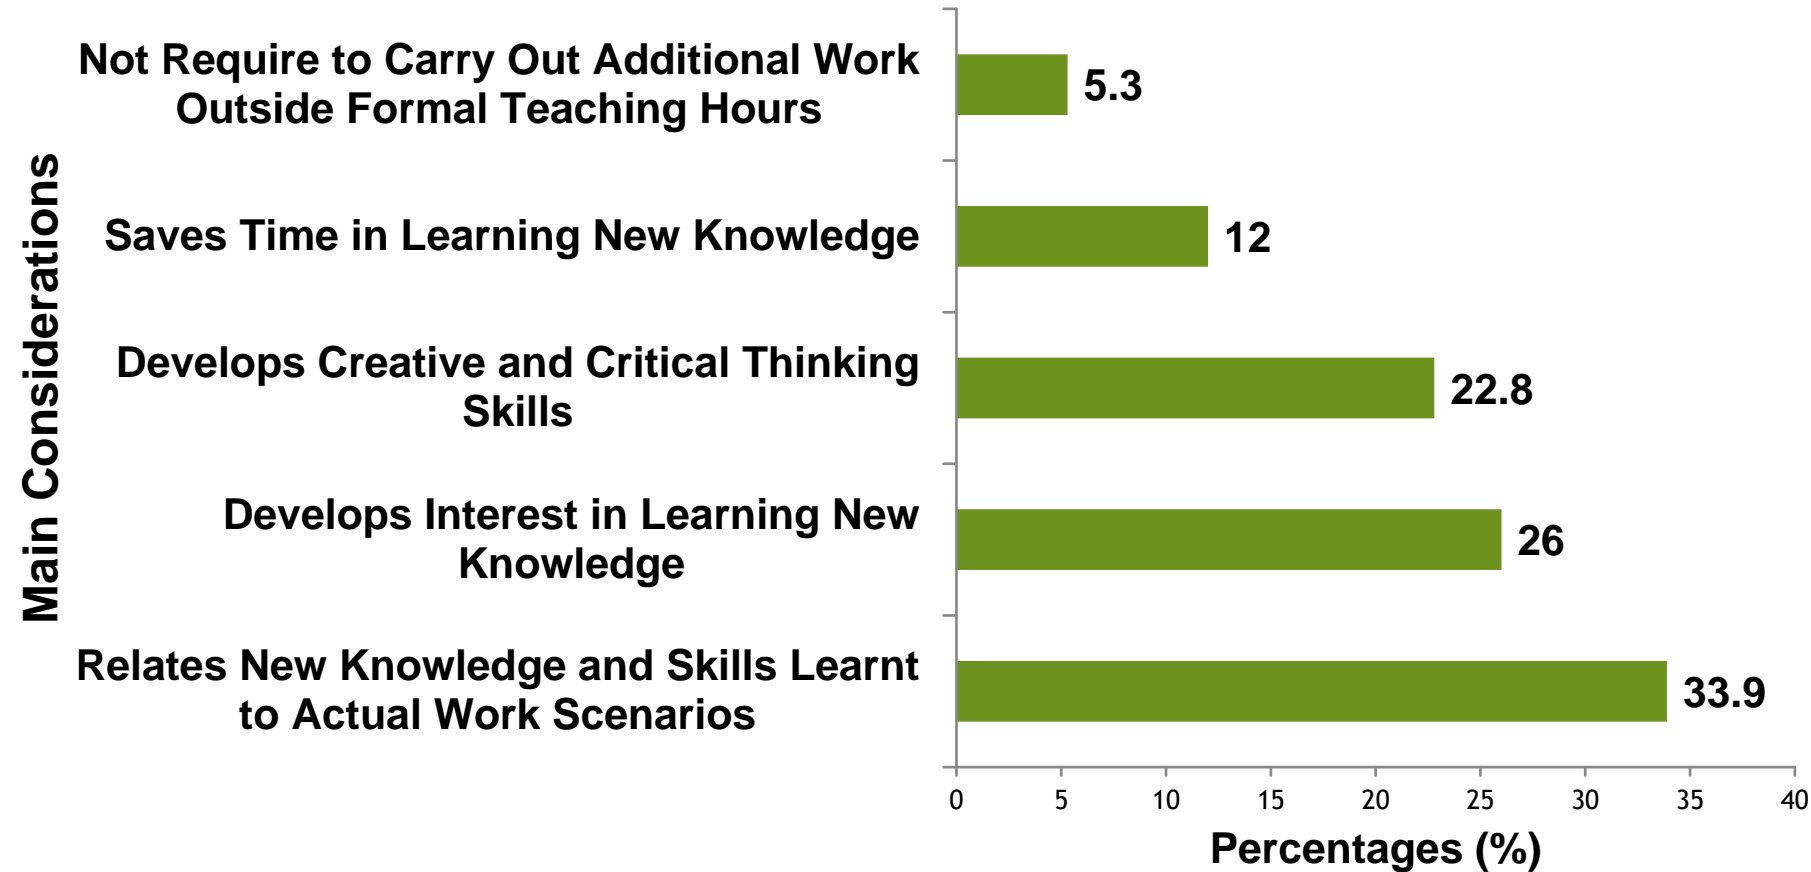 Main Considerations
Not Require to Carry Out Additional Work
Outside Formal Teaching Hours
5.3
Saves Time in Learning New Knowledge
12
Develops Creative and Critical Thinking
Skills
22.8
Develops Interest in Learning New
Knowledge
26
Relates New Knowledge and Skills Learnt
to Actual Work Scenarios
33.9
0 5 10 15 20 25 30 35 40
Percentages (%)